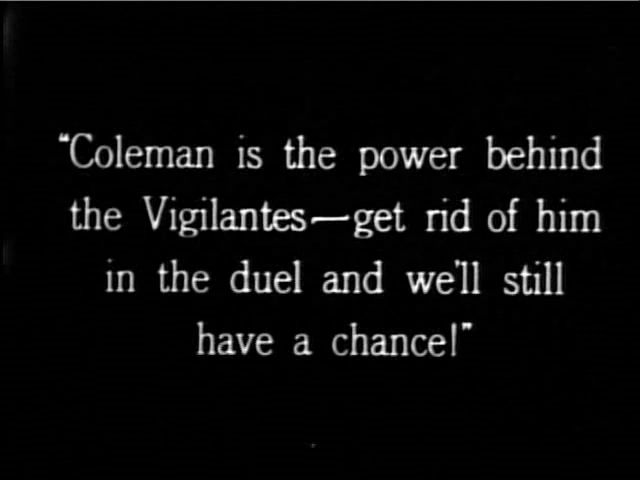 "Coleman is the power behind
the Vigilantes—get rid of him
in the duel and we'll still
have a chance!"